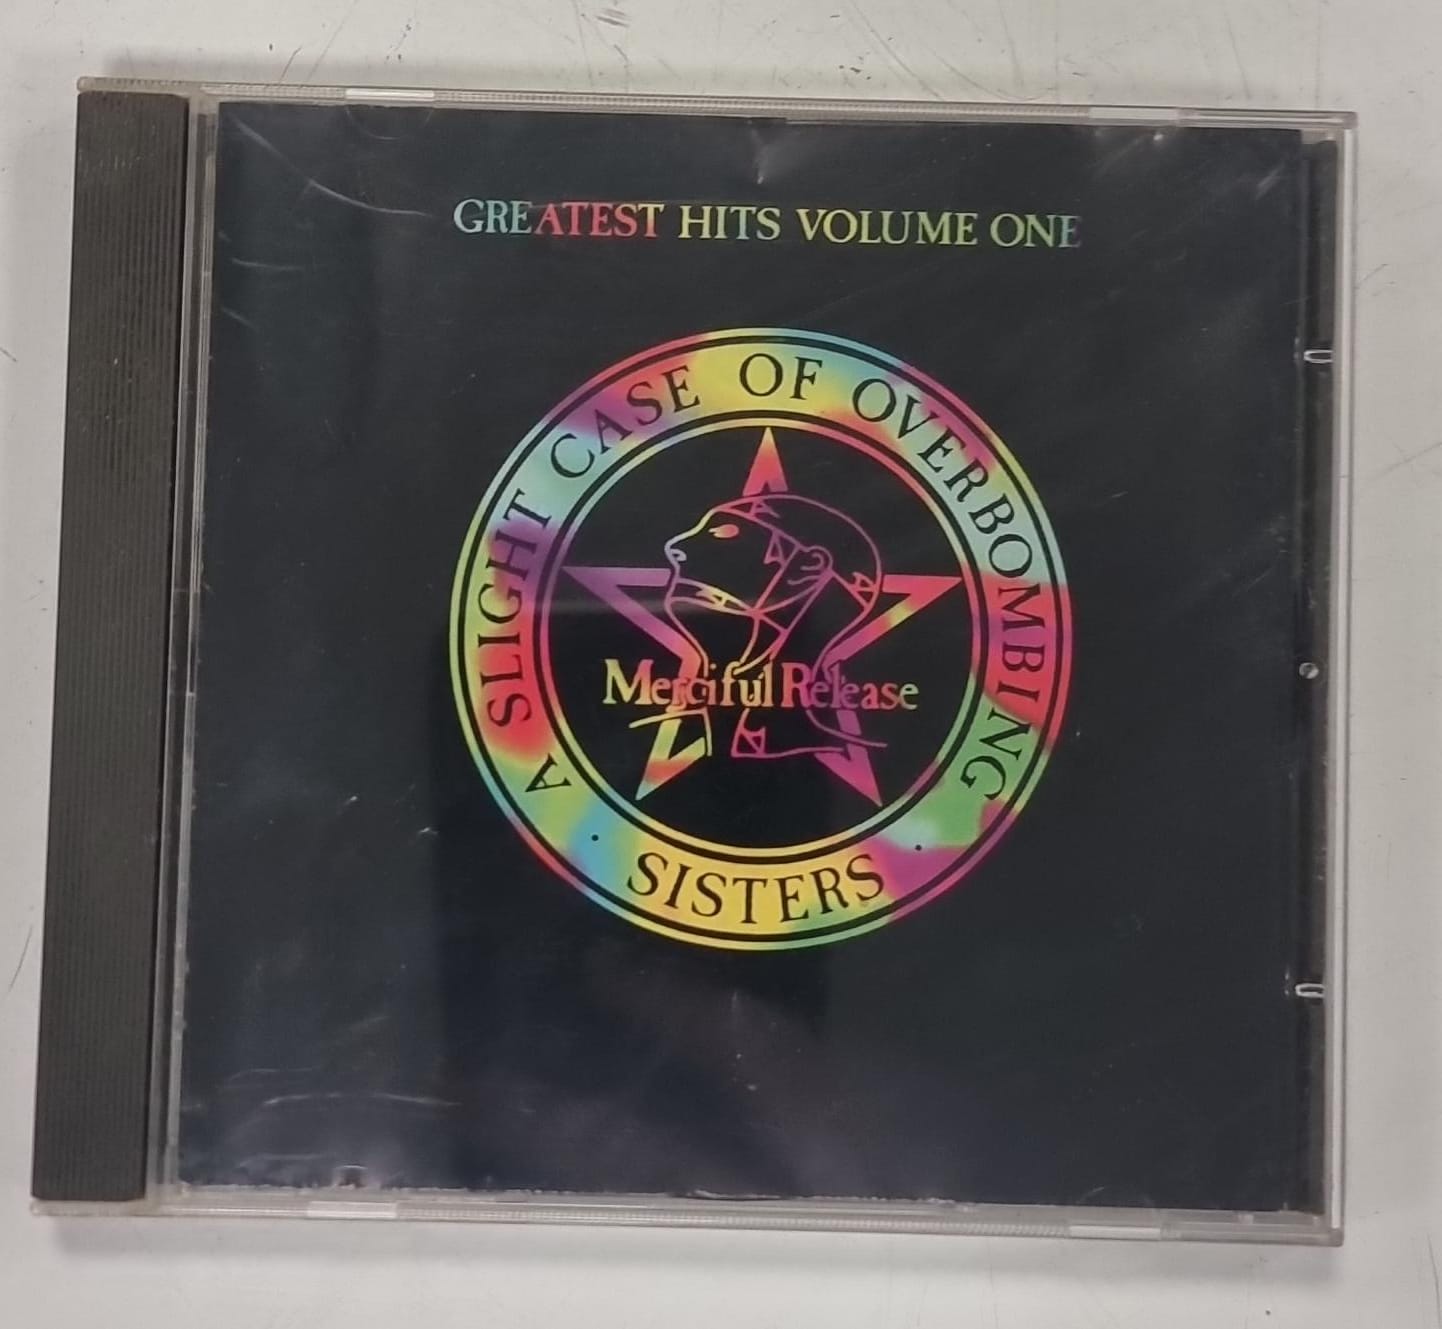 GREATEST HITS VOLUME ONE
A SLIGHT CASE OF OVERBOMBING
Merciful Release
· SISTERS ·